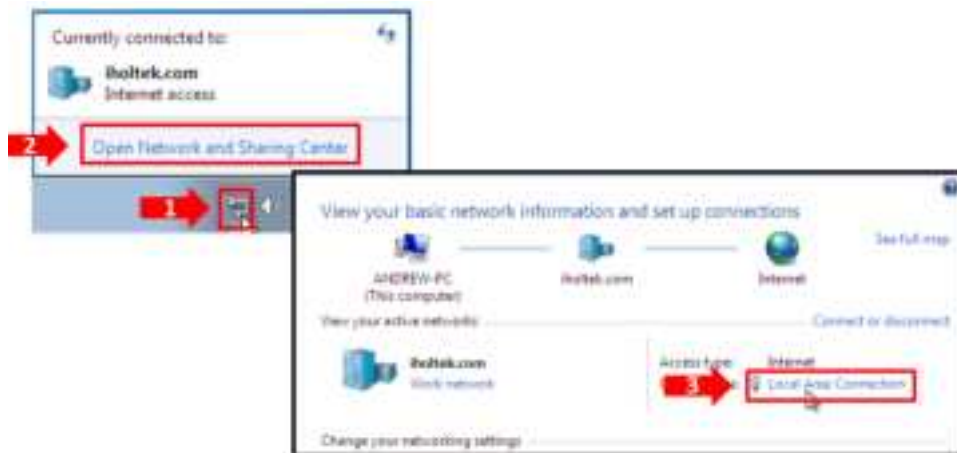 Currently connected to:
iholtek.com
Internet access
2
Open Network and Sharing Center
1
View your basic network information and set up connections
See full map
ANDREW-PC
(This computer)
iholtek.com
Internet
View your active networks
Connect or disconnect
iholtek.com
Work network
Access type: Internet
3
Local Area Connection
Change your networking settings